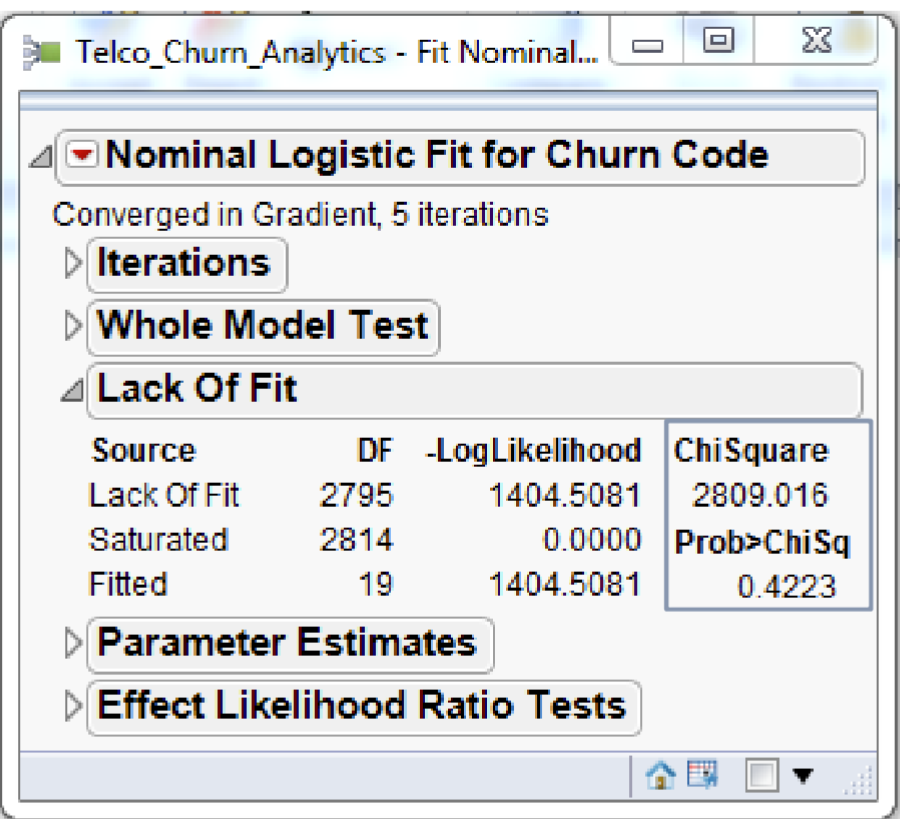 Telco_Churn_Analytics - Fit Nominal...
Nominal Logistic Fit for Churn Code
Converged in Gradient, 5 iterations
Iterations
Whole Model Test
Lack Of Fit
Source DF -LogLikelihood ChiSquare
Lack Of Fit 2795 1404.5081 2809.016
Saturated 2814 0.0000 Prob>ChiSq
Fitted 19 1404.5081 0.4223
Parameter Estimates
Effect Likelihood Ratio Tests